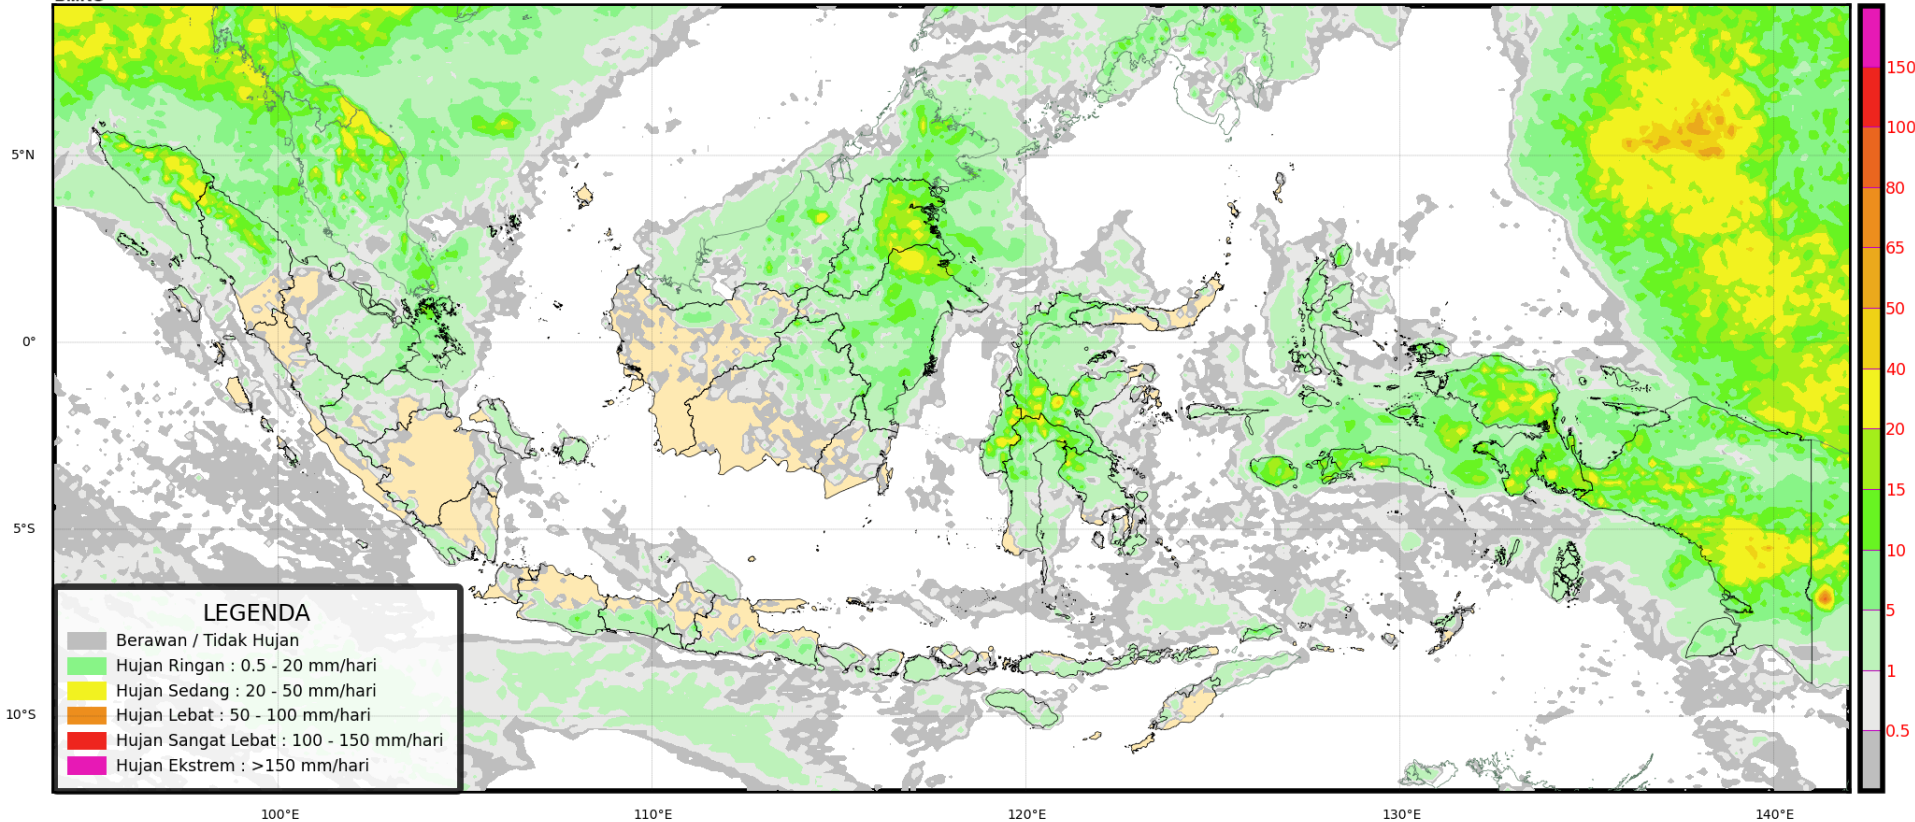 5°N
0°
5°S
10°S
LEGENDA
Berawan / Tidak Hujan
Hujan Ringan : 0.5 - 20 mm/hari
Hujan Sedang : 20 - 50 mm/hari
Hujan Lebat : 50 - 100 mm/hari
Hujan Sangat Lebat : 100 - 150 mm/hari
Hujan Ekstrem : >150 mm/hari
100°E
110°E
120°E
130°E
140°E
150
100
80
65
50
40
20
15
10
5
1
0.5